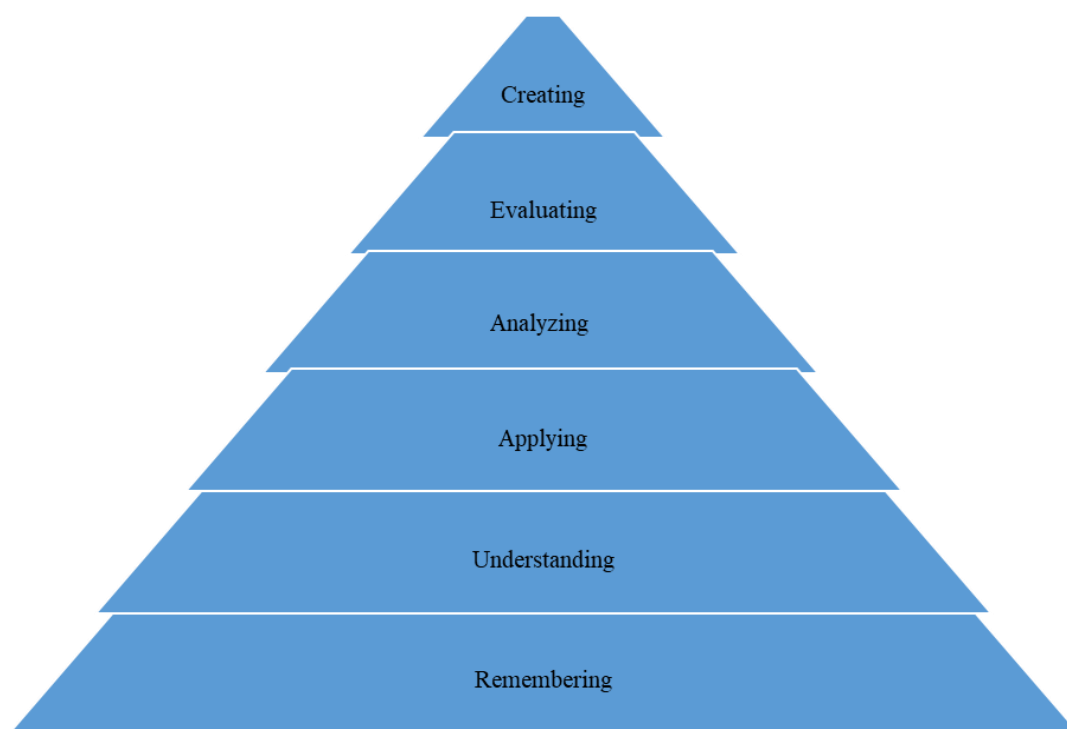 Creating
Evaluating
Analyzing
Applying
Understanding
Remembering